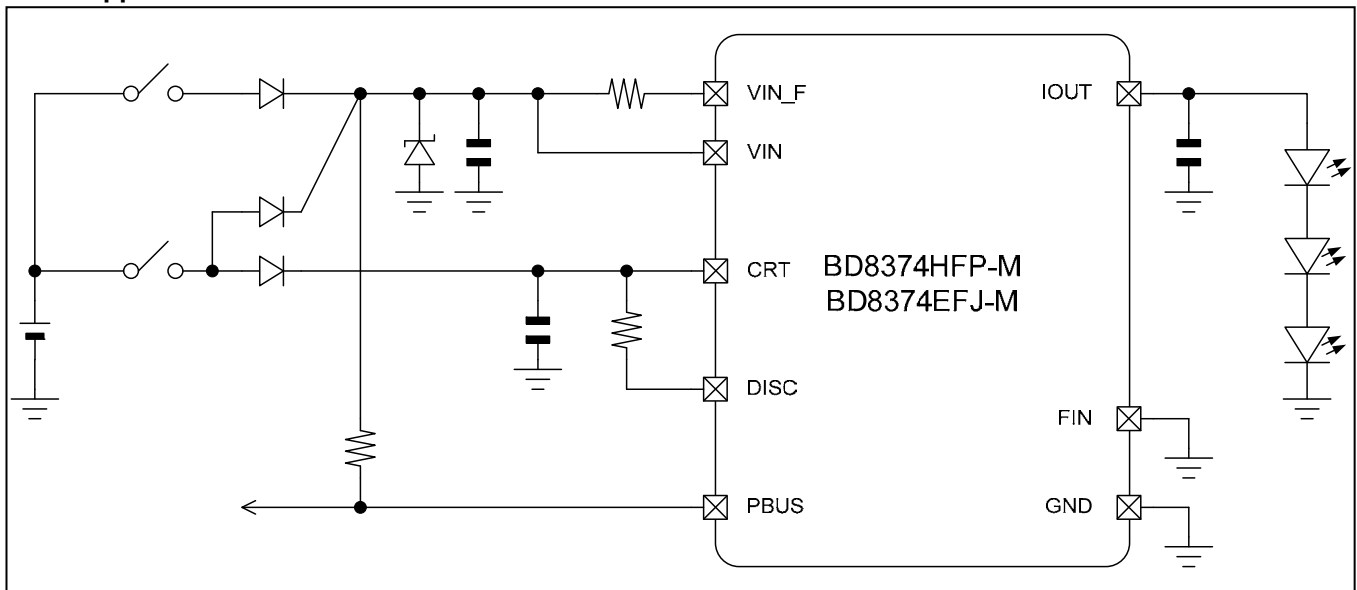 VIN_F
IOUT
VIN
CRT
BD8374HFP-M
BD8374EFJ-M
DISC
FIN
PBUS
GND